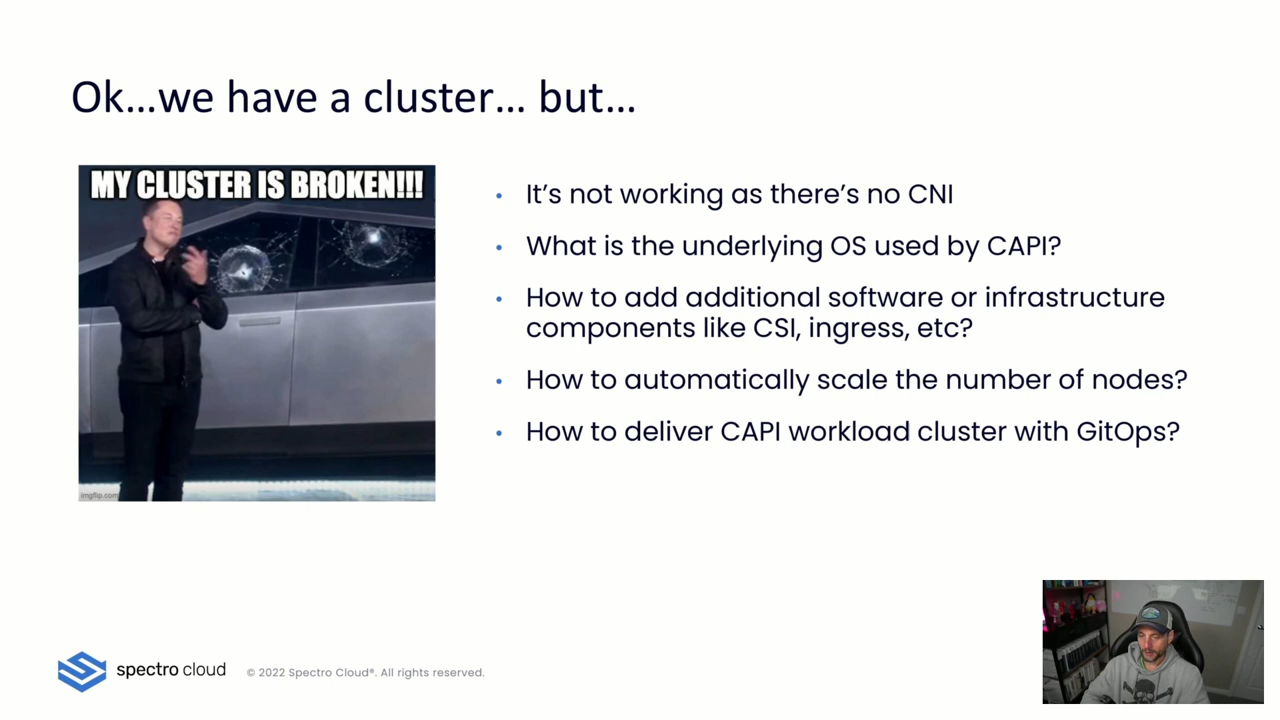 Ok...we have a cluster... but...
MY CLUSTER IS BROKEN!!!
imgflip.com
• It's not working as there's no CNI
• What is the underlying OS used by CAPI?
• How to add additional software or infrastructure
components like CSI, ingress, etc?
• How to automatically scale the number of nodes?
• How to deliver CAPI workload cluster with GitOps?
spectro cloud
© 2022 Spectro Cloud®. All rights reserved.